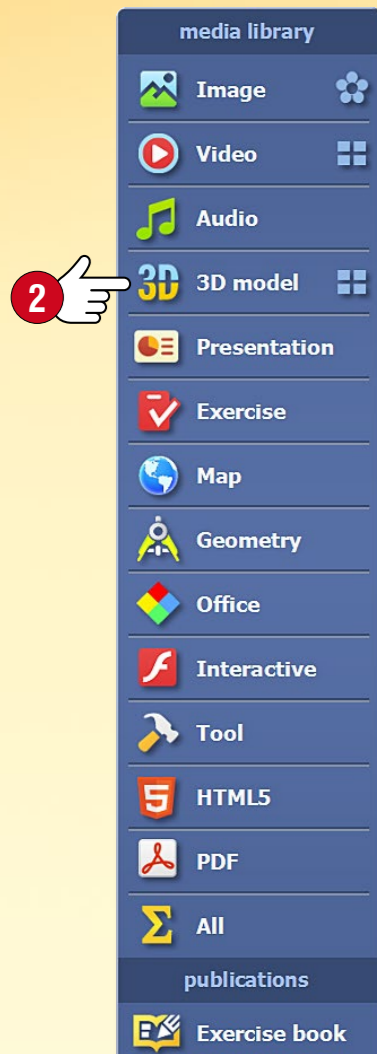 media library
Image
Video
Audio
2
3D 3D model
Presentation
Exercise
Map
Geometry
Office
Interactive
Tool
5 HTML5
PDF
Σ All
publications
Exercise book